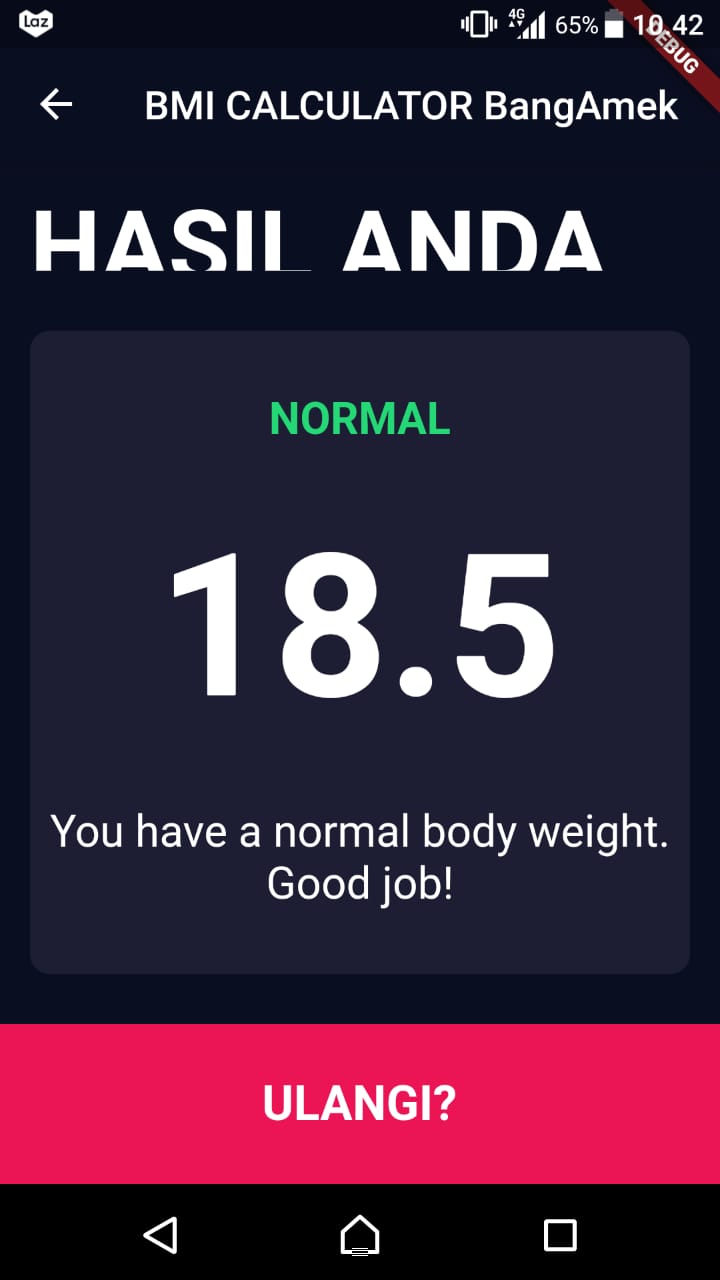 Laz
4G 65% 10.42
DEBUG
BMI CALCULATOR BangAmek
HASIL ANDA
NORMAL
18.5
You have a normal body weight.
Good job!
ULANGI?